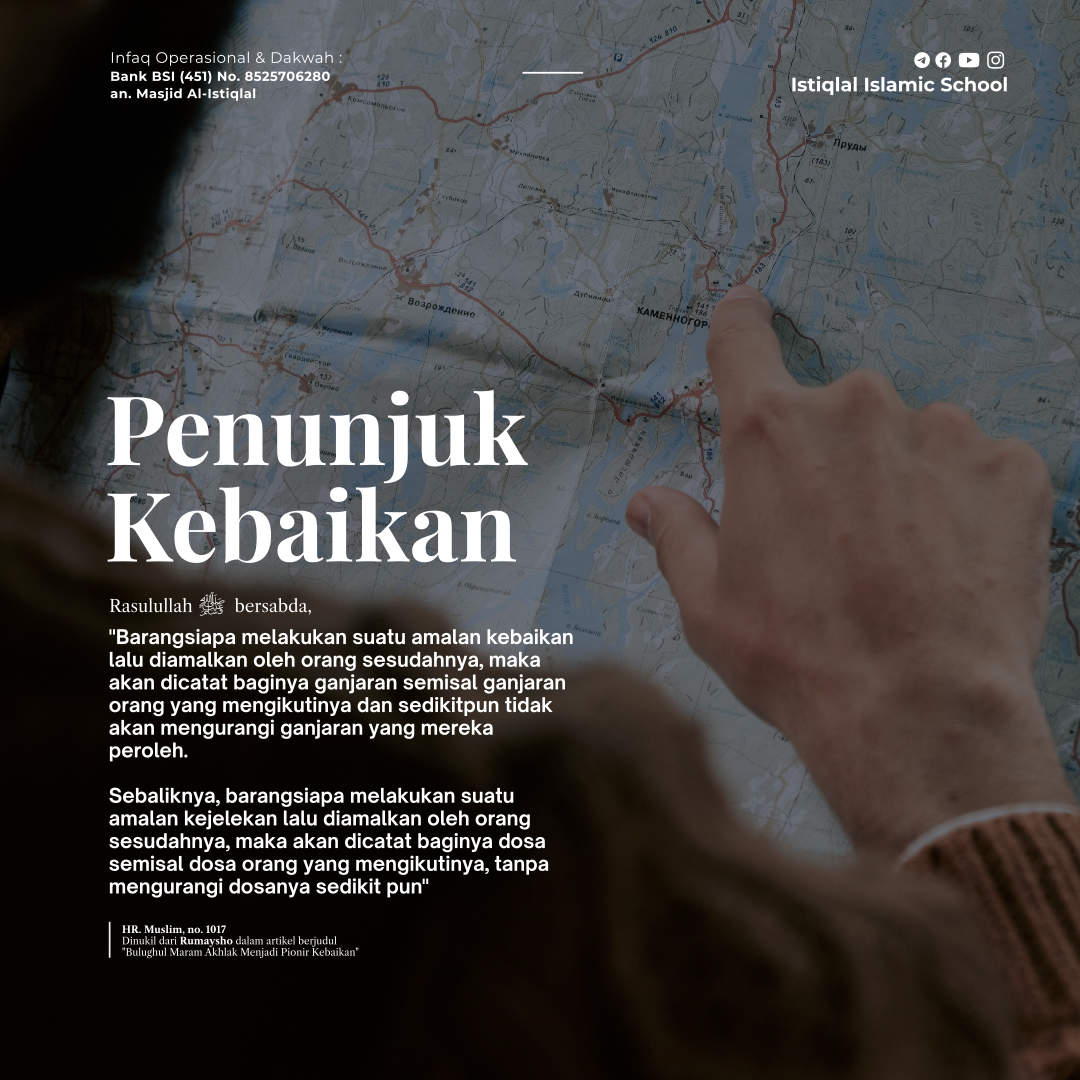 Infaq Operasional & Dakwah :
Bank BSI (451) No. 8525706280
an. Masjid Al-Istiqlal
Istiqlal Islamic School
Пруды
(183)
Возрождение
КАМЕННОГОР
Penunjuk
Kebaikan
Rasulullah ﷺ bersabda,
"Barangsiapa melakukan suatu amalan kebaikan
lalu diamalkan oleh orang sesudahnya, maka
akan dicatat baginya ganjaran semisal ganjaran
orang yang mengikutinya dan sedikitpun tidak
akan mengurangi ganjaran yang mereka
peroleh.
Sebaliknya, barangsiapa melakukan suatu
amalan kejelekan lalu diamalkan oleh orang
sesudahnya, maka akan dicatat baginya dosa
semisal dosa orang yang mengikutinya, tanpa
mengurangi dosanya sedikit pun"
HR. Muslim, no. 1017
Dinukil dari Rumaysho dalam artikel berjudul
"Bulughul Maram Akhlak Menjadi Pionir Kebaikan"